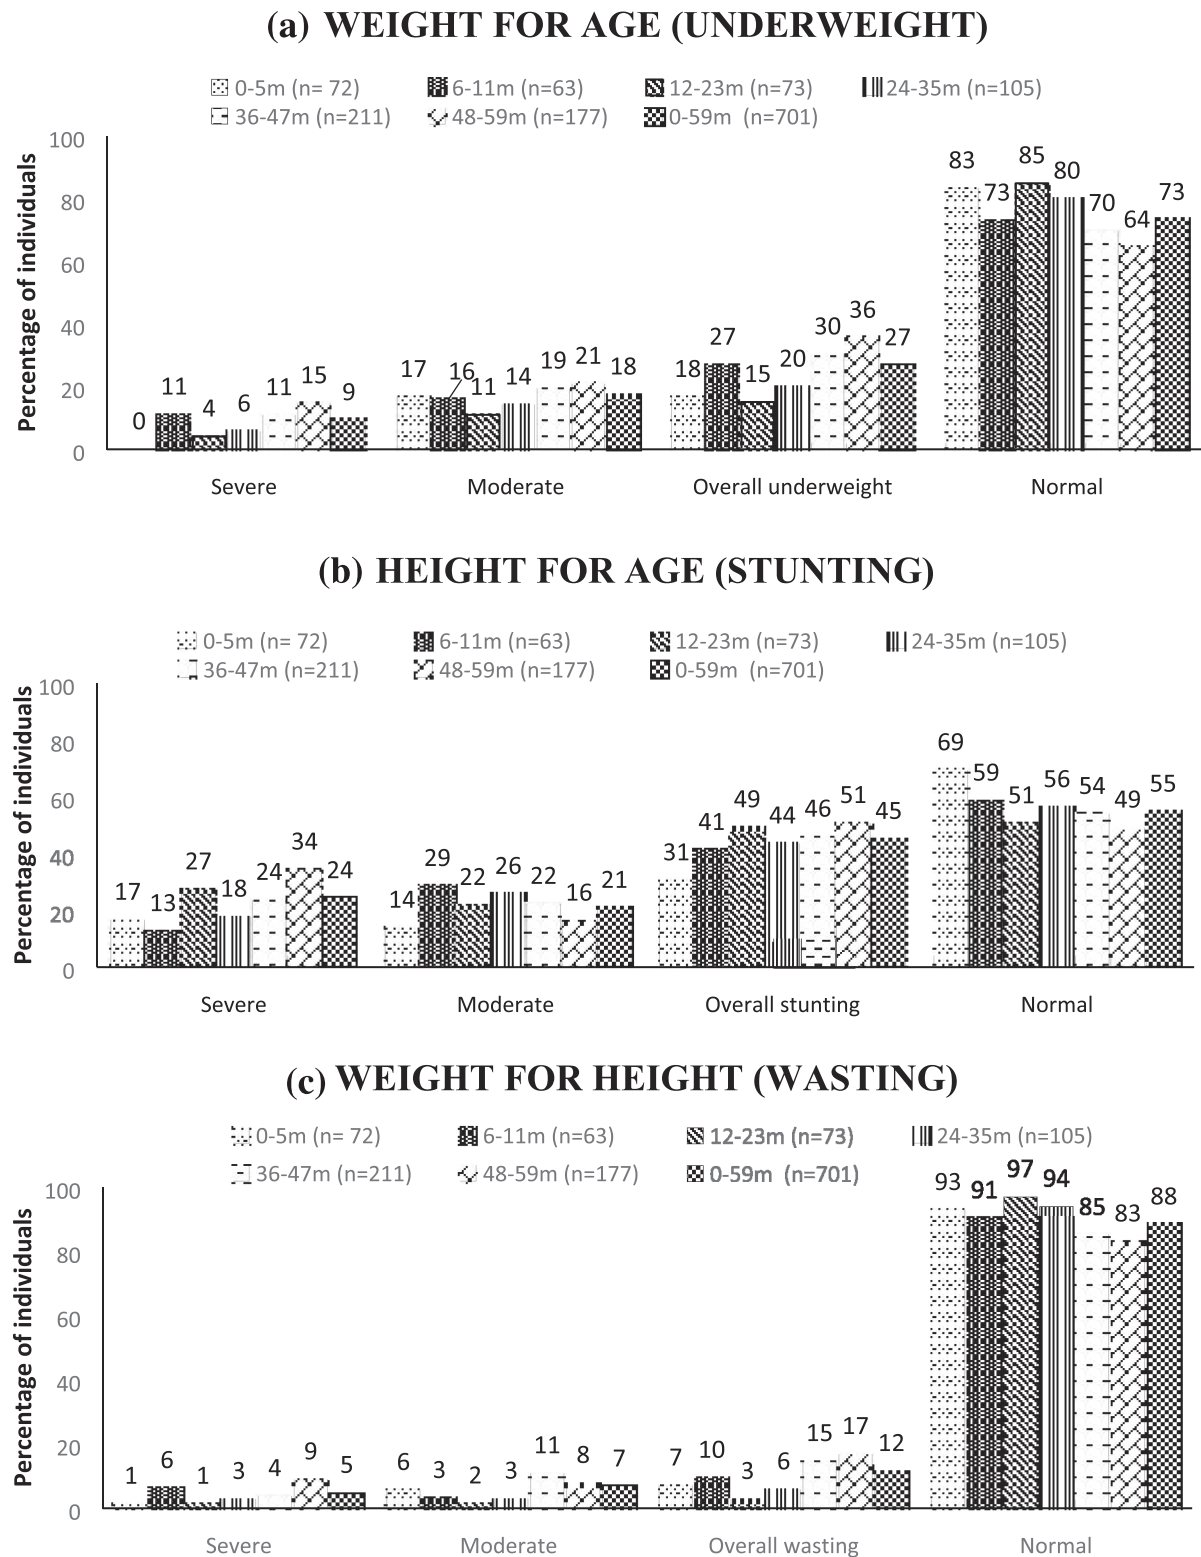 (a) WEIGHT FOR AGE (UNDERWEIGHT)
0-5m (n= 72) 6-11m (n=63) 12-23m (n=73) 24-35m (n=105)
36-47m (n=211) 48-59m (n=177) 0-59m (n=701)
Percentage of individuals
100
80
60
40
20
0
0 11 4 6 11 15 9
17 16 11 14 19 21 18
18 27 15 20 30 36 27
83 73 85 80 70 64 73
Severe Moderate Overall underweight Normal
(b) HEIGHT FOR AGE (STUNTING)
0-5m (n= 72) 6-11m (n=63) 12-23m (n=73) 24-35m (n=105)
36-47m (n=211) 48-59m (n=177) 0-59m (n=701)
Percentage of individuals
100
80
60
40
20
0
17 13 27 18 24 34 24
14 29 22 26 22 16 21
31 41 49 44 46 51 45
69 59 51 56 54 49 55
Severe Moderate Overall stunting Normal
(c) WEIGHT FOR HEIGHT (WASTING)
0-5m (n= 72) 6-11m (n=63) 12-23m (n=73) 24-35m (n=105)
36-47m (n=211) 48-59m (n=177) 0-59m (n=701)
Percentage of individuals
100
80
60
40
20
0
1 6 1 3 4 9 5
6 3 2 3 11 8 7
7 10 3 6 15 17 12
93 91 97 94 85 83 88
Severe Moderate Overall wasting Normal